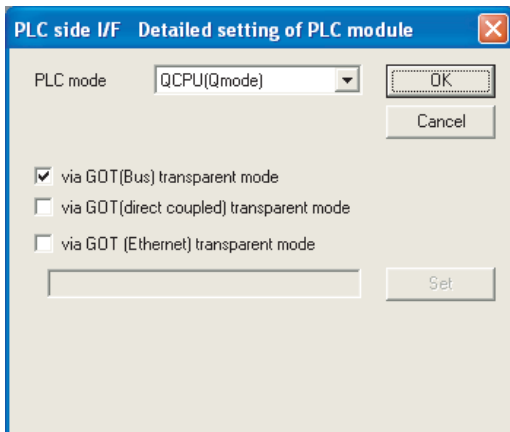 PLC side I/F Detailed setting of PLC module
PLC mode
QCPU(Qmode)
OK
Cancel
via GOT(Bus) transparent mode
via GOT(direct coupled) transparent mode
via GOT (Ethernet) transparent mode
Set